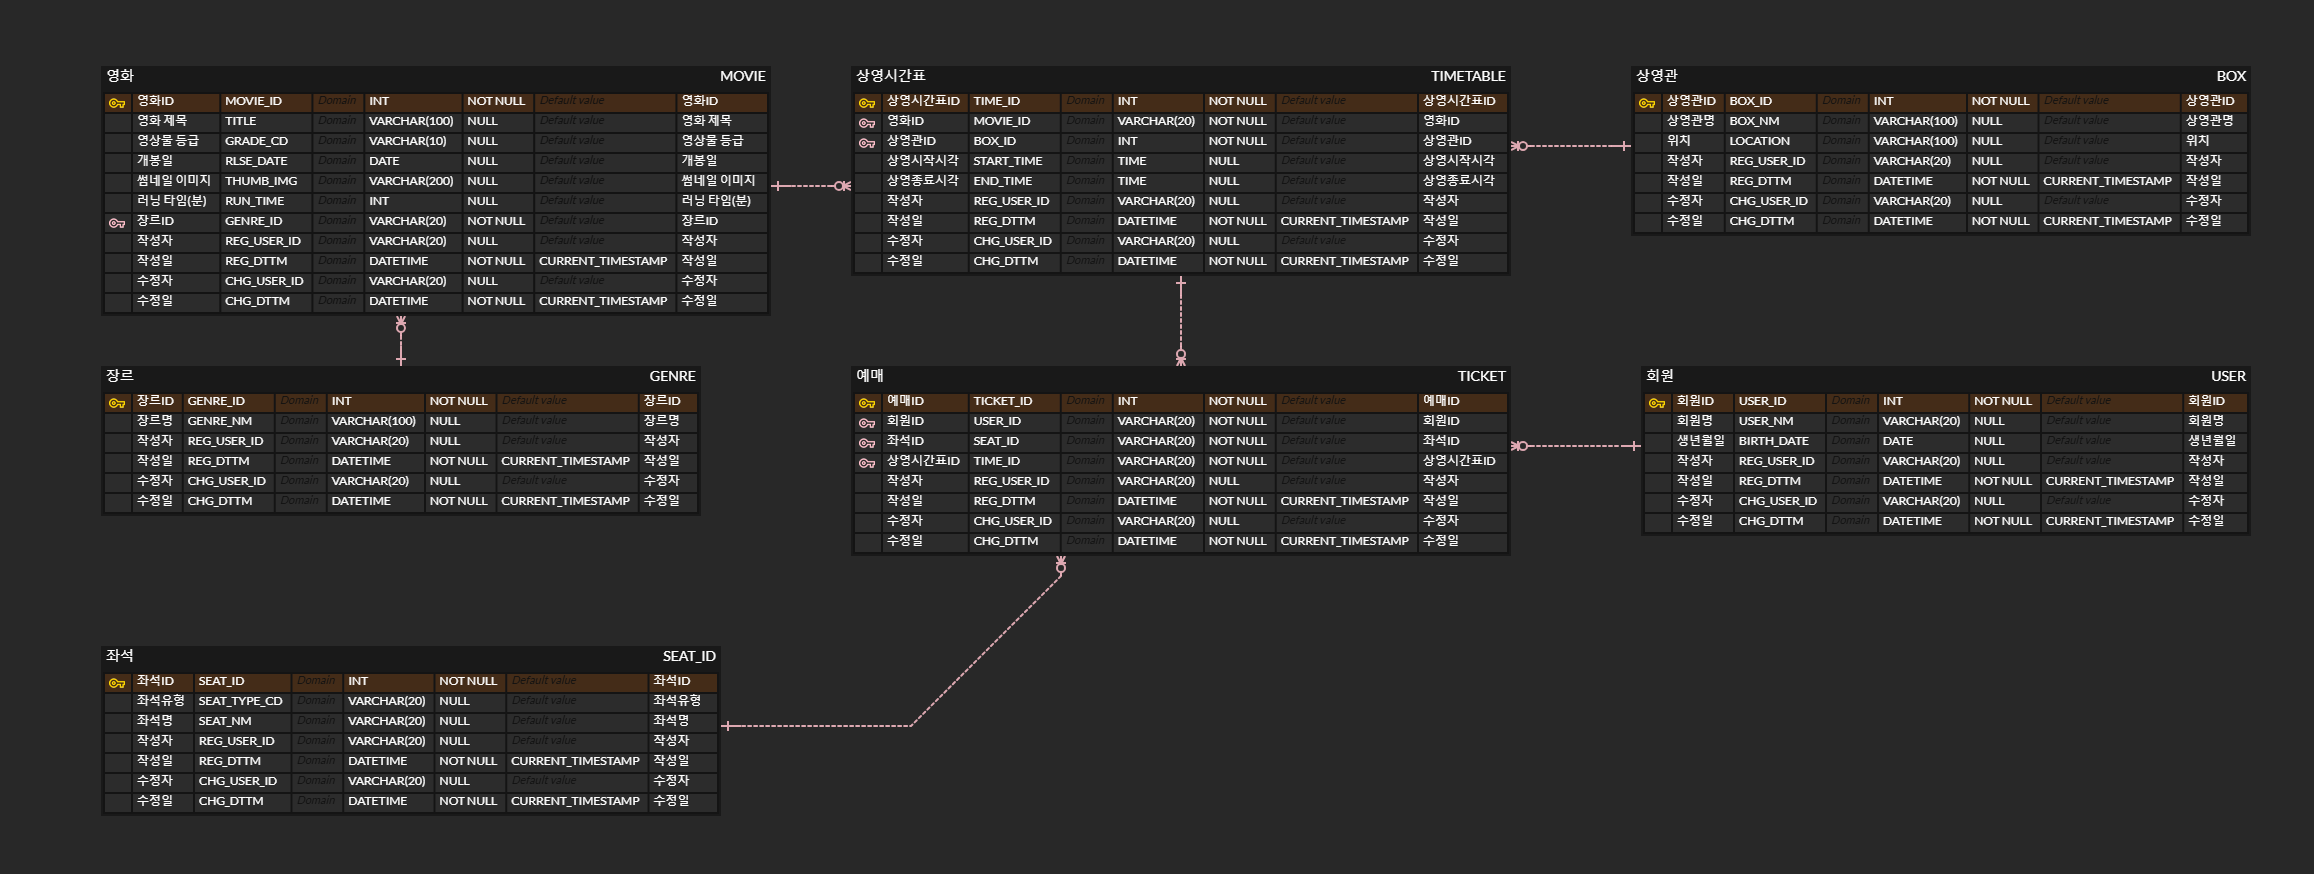 영화 MOVIE
영화ID MOVIE_ID Domain INT NOT NULL Default value 영화ID
영화 제목 TITLE Domain VARCHAR(100) NULL Default value 영화 제목
영상물 등급 GRADE_CD Domain VARCHAR(10) NULL Default value 영상물 등급
개봉일 RLSE_DATE Domain DATE NULL Default value 개봉일
썸네일 이미지 THUMB_IMG Domain VARCHAR(200) NULL Default value 썸네일 이미지
러닝 타임(분) RUN_TIME Domain INT NULL Default value 러닝 타임(분)
장르ID GENRE_ID Domain VARCHAR(20) NOT NULL Default value 장르ID
작성자 REG_USER_ID Domain VARCHAR(20) NULL Default value 작성자
작성일 REG_DTTM Domain DATETIME NOT NULL CURRENT_TIMESTAMP 작성일
수정자 CHG_USER_ID Domain VARCHAR(20) NULL Default value 수정자
수정일 CHG_DTTM Domain DATETIME NOT NULL CURRENT_TIMESTAMP 수정일
상영시간표 TIMETABLE
상영시간표ID TIME_ID Domain INT NOT NULL Default value 상영시간표ID
영화ID MOVIE_ID Domain VARCHAR(20) NOT NULL Default value 영화ID
상영관ID BOX_ID Domain INT NOT NULL Default value 상영관ID
상영시작시각 START_TIME Domain TIME NULL Default value 상영시작시각
상영종료시각 END_TIME Domain TIME NULL Default value 상영종료시각
작성자 REG_USER_ID Domain VARCHAR(20) NULL Default value 작성자
작성일 REG_DTTM Domain DATETIME NOT NULL CURRENT_TIMESTAMP 작성일
수정자 CHG_USER_ID Domain VARCHAR(20) NULL Default value 수정자
수정일 CHG_DTTM Domain DATETIME NOT NULL CURRENT_TIMESTAMP 수정일
상영관 BOX
상영관ID BOX_ID Domain INT NOT NULL Default value 상영관ID
상영관명 BOX_NM Domain VARCHAR(100) NULL Default value 상영관명
위치 LOCATION Domain VARCHAR(100) NULL Default value 위치
작성자 REG_USER_ID Domain VARCHAR(20) NULL Default value 작성자
작성일 REG_DTTM Domain DATETIME NOT NULL CURRENT_TIMESTAMP 작성일
수정자 CHG_USER_ID Domain VARCHAR(20) NULL Default value 수정자
수정일 CHG_DTTM Domain DATETIME NOT NULL CURRENT_TIMESTAMP 수정일
장르 GENRE
장르ID GENRE_ID Domain INT NOT NULL Default value 장르ID
장르명 GENRE_NM Domain VARCHAR(100) NULL Default value 장르명
작성자 REG_USER_ID Domain VARCHAR(20) NULL Default value 작성자
작성일 REG_DTTM Domain DATETIME NOT NULL CURRENT_TIMESTAMP 작성일
수정자 CHG_USER_ID Domain VARCHAR(20) NULL Default value 수정자
수정일 CHG_DTTM Domain DATETIME NOT NULL CURRENT_TIMESTAMP 수정일
예매 TICKET
예매ID TICKET_ID Domain INT NOT NULL Default value 예매ID
회원ID USER_ID Domain VARCHAR(20) NOT NULL Default value 회원ID
좌석ID SEAT_ID Domain VARCHAR(20) NOT NULL Default value 좌석ID
상영시간표ID TIME_ID Domain VARCHAR(20) NOT NULL Default value 상영시간표ID
작성자 REG_USER_ID Domain VARCHAR(20) NULL Default value 작성자
작성일 REG_DTTM Domain DATETIME NOT NULL CURRENT_TIMESTAMP 작성일
수정자 CHG_USER_ID Domain VARCHAR(20) NULL Default value 수정자
수정일 CHG_DTTM Domain DATETIME NOT NULL CURRENT_TIMESTAMP 수정일
회원 USER
회원ID USER_ID Domain INT NOT NULL Default value 회원ID
회원명 USER_NM Domain VARCHAR(20) NULL Default value 회원명
생년월일 BIRTH_DATE Domain DATE NULL Default value 생년월일
작성자 REG_USER_ID Domain VARCHAR(20) NULL Default value 작성자
작성일 REG_DTTM Domain DATETIME NOT NULL CURRENT_TIMESTAMP 작성일
수정자 CHG_USER_ID Domain VARCHAR(20) NULL Default value 수정자
수정일 CHG_DTTM Domain DATETIME NOT NULL CURRENT_TIMESTAMP 수정일
좌석 SEAT_ID
좌석ID SEAT_ID Domain INT NOT NULL Default value 좌석ID
좌석유형 SEAT_TYPE_CD Domain VARCHAR(20) NULL Default value 좌석유형
좌석명 SEAT_NM Domain VARCHAR(20) NULL Default value 좌석명
작성자 REG_USER_ID Domain VARCHAR(20) NULL Default value 작성자
작성일 REG_DTTM Domain DATETIME NOT NULL CURRENT_TIMESTAMP 작성일
수정자 CHG_USER_ID Domain VARCHAR(20) NULL Default value 수정자
수정일 CHG_DTTM Domain DATETIME NOT NULL CURRENT_TIMESTAMP 수정일